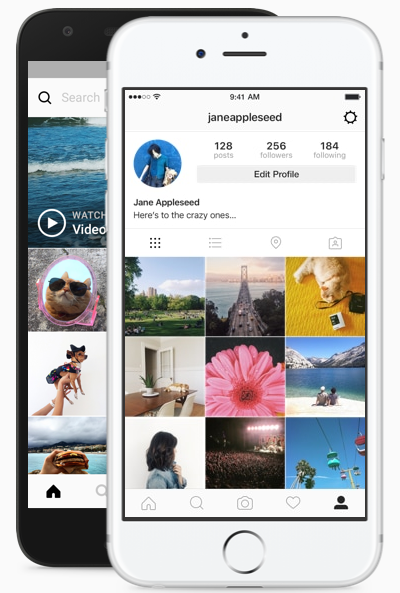 Search
WATCH
Video
9:41 AM
janeappleseed
128 256 184
posts followers following
Edit Profile
Jane Appleseed
Here's to the crazy ones...